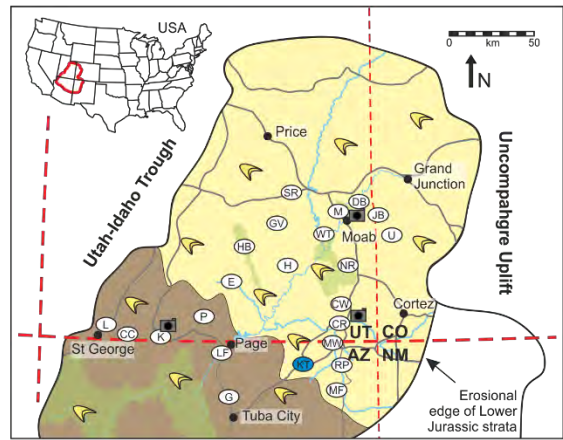 USA
0
50
km
N
Price
Utah-Idaho Trough
Uncompahgre Uplift
Grand
Junction
SR
DB
M
JB
GV
WT
Moab
U
HB
H
NR
E
CW
Cortez
P
L
CC
K
CR
UT
CO
St George
Page
MW
AZ
NM
LF
KT
RP
G
MF
Tuba City
Erosional
edge of Lower
Jurassic strata